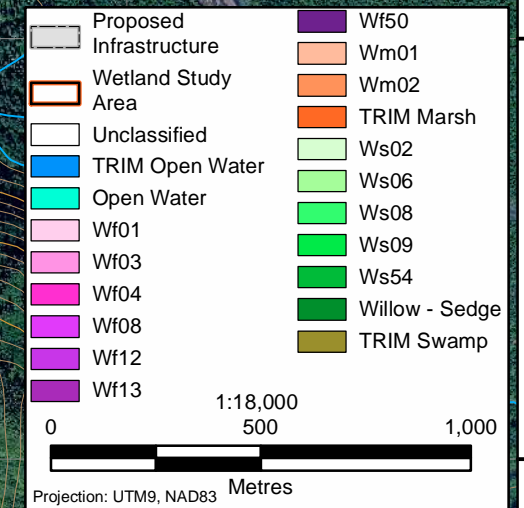 Proposed
Infrastructure
Wetland Study
Area
Unclassified
TRIM Open Water
Open Water
Wf01
Wf03
Wf04
Wf08
Wf12
Wf13
Wf50
Wm01
Wm02
TRIM Marsh
Ws02
Ws06
Ws08
Ws09
Ws54
Willow - Sedge
TRIM Swamp
1:18,000
0 500 1,000
Metres
Projection: UTM9, NAD83